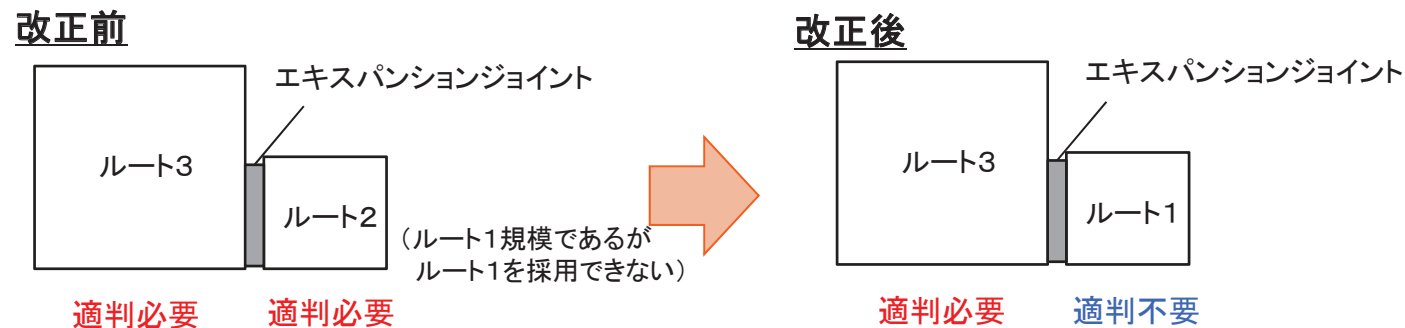 改正前
エキスパンションジョイント
ルート3
ルート2
（ルート1規模であるが
ルート1を採用できない）
適判必要
適判必要
改正後
エキスパンションジョイント
ルート3
ルート1
適判必要
適判不要